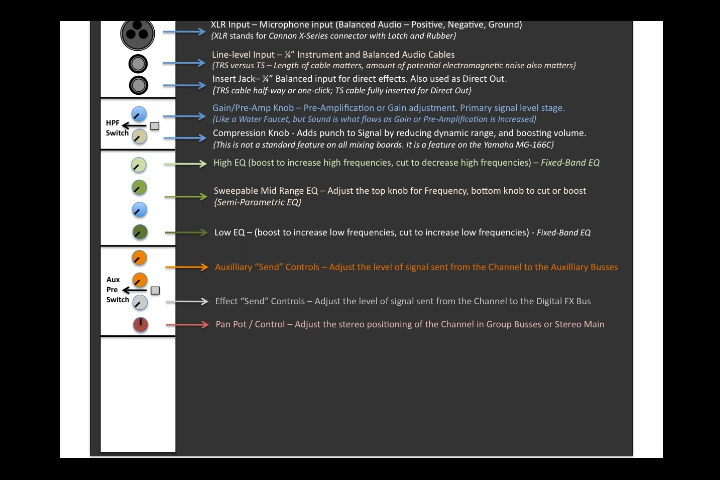 XLR Input – Microphone input (Balanced Audio – Positive, Negative, Ground)
{XLR stands for Cannon X-Series connector with Latch and Rubber}
Line-level Input – ¼” Instrument and Balanced Audio Cables
{TRS versus TS – Length of cable matters, amount of potential electromagnetic noise also matters}
Insert Jack– ¼” Balanced input for direct effects. Also used as Direct Out.
{TRS cable half-way or one-click; TS cable fully inserted for Direct Out}
Gain/Pre-Amp Knob – Pre-Amplification or Gain adjustment. Primary signal level stage.
{Like a Water Faucet, but Sound is what flows as Gain or Pre-Amplification is Increased}
HPF
Switch
Compression Knob - Adds punch to Signal by reducing dynamic range, and boosting volume.
{This is not a standard feature on all mixing boards. It is a feature on the Yamaha MG-166C}
High EQ (boost to increase high frequencies, cut to decrease high frequencies) – Fixed-Band EQ
Sweepable Mid Range EQ – Adjust the top knob for Frequency, bottom knob to cut or boost
{Semi-Parametric EQ}
Low EQ – (boost to increase low frequencies, cut to increase low frequencies) - Fixed-Band EQ
Auxilliary “Send” Controls – Adjust the level of signal sent from the Channel to the Auxilliary Busses
Aux
Pre
Switch
Effect “Send” Controls – Adjust the level of signal sent from the Channel to the Digital FX Bus
Pan Pot / Control – Adjust the stereo positioning of the Channel in Group Busses or Stereo Main